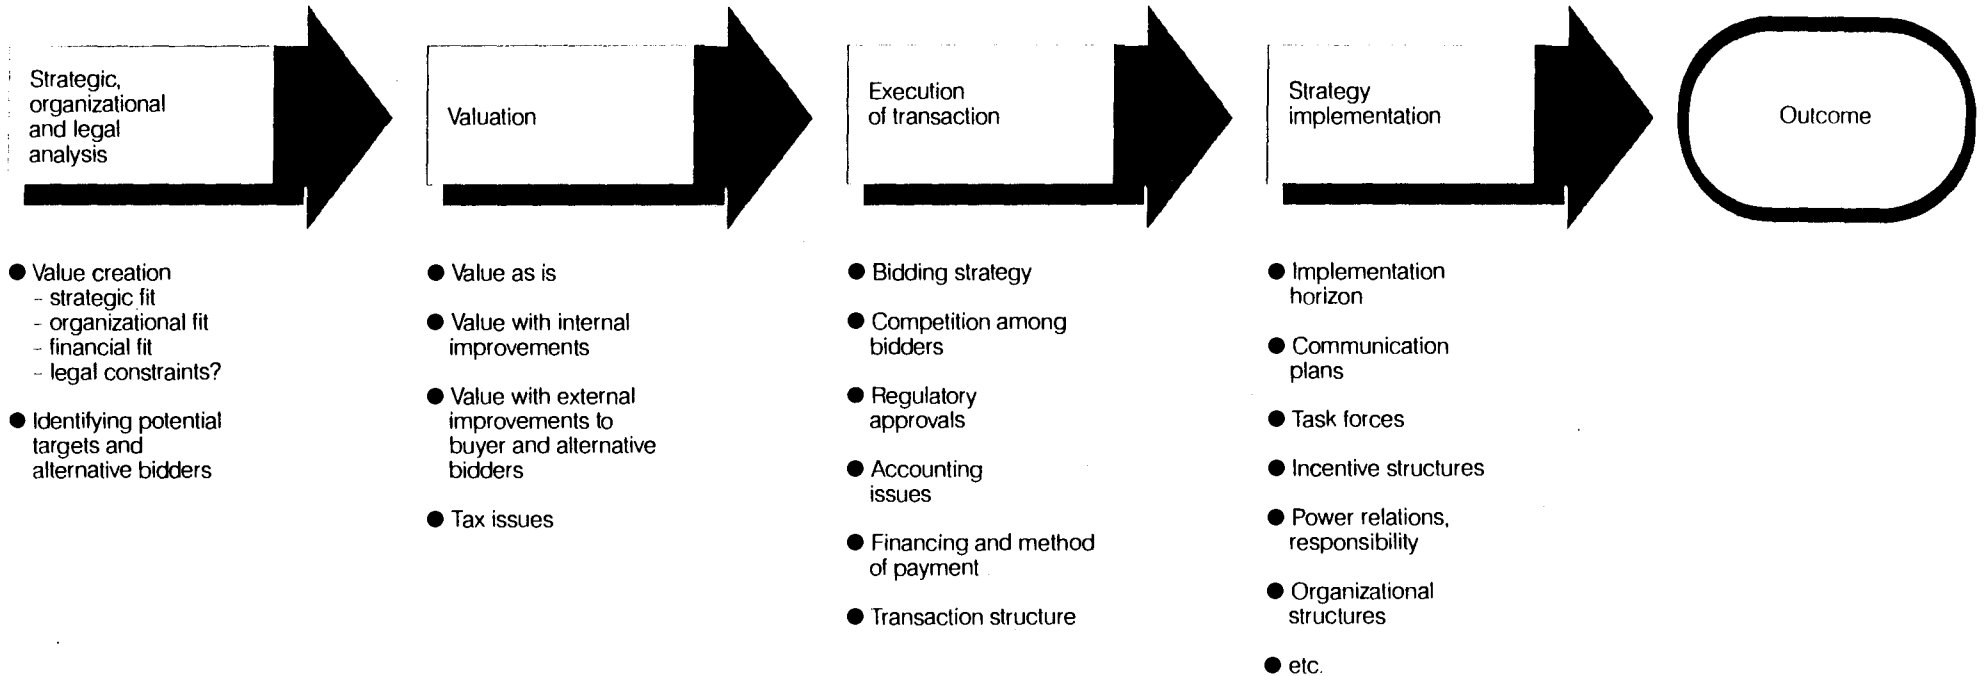 Strategic,
organizational
and legal
analysis
Valuation
Execution
of transaction
Strategy
implementation
Outcome
● Value creation
– strategic fit
– organizational fit
– financial fit
– legal constraints?
● Identifying potential
targets and
alternative bidders
● Value as is
● Value with internal
improvements
● Value with external
improvements to
buyer and alternative
bidders
● Tax issues
● Bidding strategy
● Competition among
bidders
● Regulatory
approvals
● Accounting
issues
● Financing and method
of payment
● Transaction structure
● Implementation
horizon
● Communication
plans
● Task forces
● Incentive structures
● Power relations,
responsibility
● Organizational
structures
● etc.